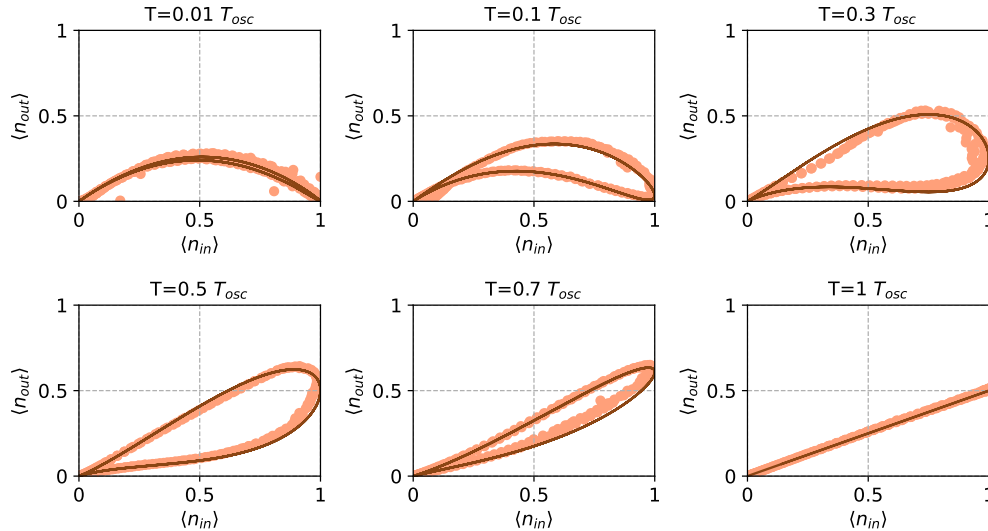 T=0.01 T_osc
T=0.1 T_osc
T=0.3 T_osc
1
0.5
0
⟨n_out⟩
0
0.5
1
⟨n_in⟩
1
0.5
0
⟨n_out⟩
0
0.5
1
⟨n_in⟩
1
0.5
0
⟨n_out⟩
0
0.5
1
⟨n_in⟩
T=0.5 T_osc
T=0.7 T_osc
T=1 T_osc
1
0.5
0
⟨n_out⟩
0
0.5
1
⟨n_in⟩
1
0.5
0
⟨n_out⟩
0
0.5
1
⟨n_in⟩
1
0.5
0
⟨n_out⟩
0
0.5
1
⟨n_in⟩